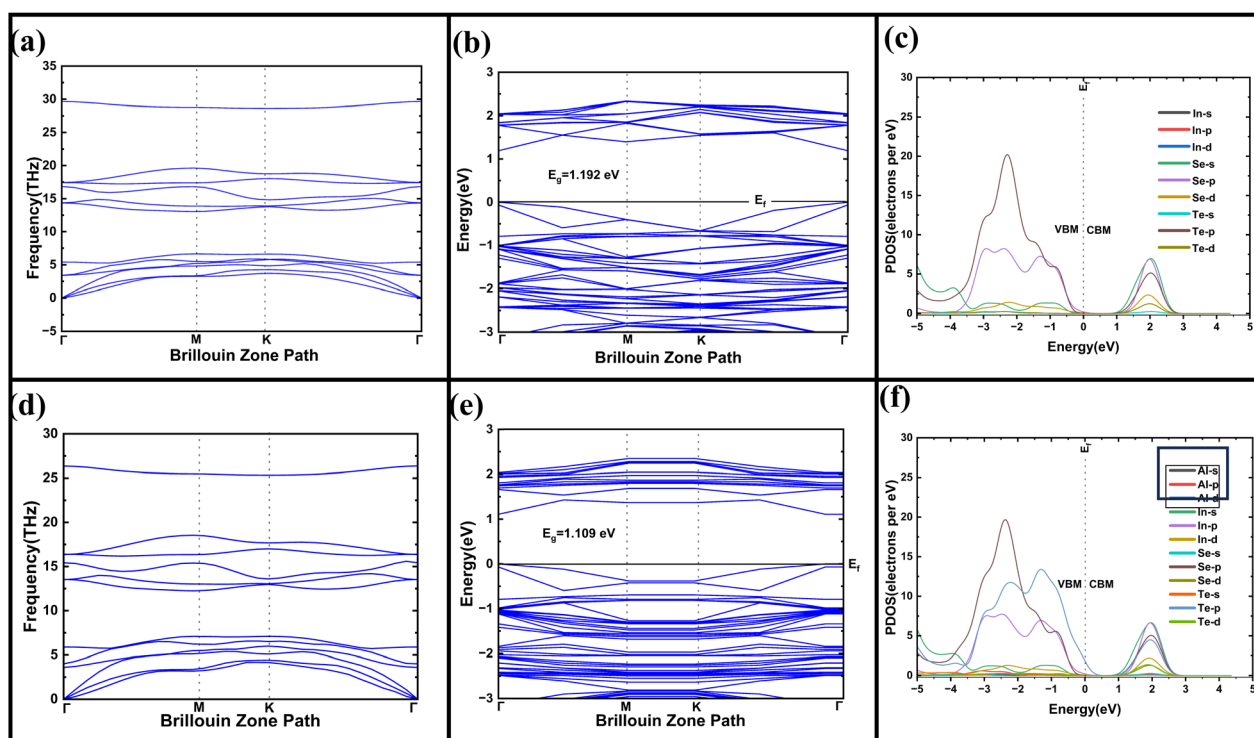 (a)
35
30
25
20
15
10
5
0
−5
Frequency(THz)
Γ M K Γ
Brillouin Zone Path
(b)
3
2
1
0
−1
−2
−3
Energy(eV)
E_g=1.192 eV
E_f
Γ M K Γ
Brillouin Zone Path
(c)
30
25
20
15
10
5
0
PDOS(electrons per eV)
E_f
In-s
In-p
In-d
Se-s
Se-p
Se-d
Te-s
Te-p
Te-d
VBM CBM
−5 −4 −3 −2 −1 0 1 2 3 4 5
Energy(eV)
(d)
30
25
20
15
10
5
0
Frequency(THz)
Γ M K Γ
Brillouin Zone Path
(e)
3
2
1
0
−1
−2
−3
Energy(eV)
E_g=1.109 eV
E_f
Γ M K Γ
Brillouin Zone Path
(f)
30
25
20
15
10
5
0
PDOS(electrons per eV)
E_f
Al-s
Al-p
Al-d
In-s
In-p
In-d
Se-s
Se-p
Se-d
Te-s
Te-p
Te-d
VBM CBM
−5 −4 −3 −2 −1 0 1 2 3 4 5
Energy(eV)